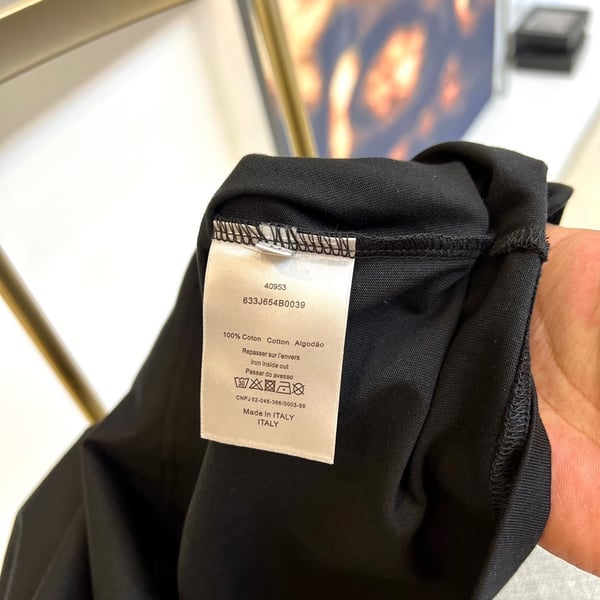 40953
633J654B0039
100% Coton Cotton Algodão
Repasser sur l'envers
Iron inside out
Passar do avesso
CNPJ 02-046-366/0003-99
Made in ITALY
ITALY